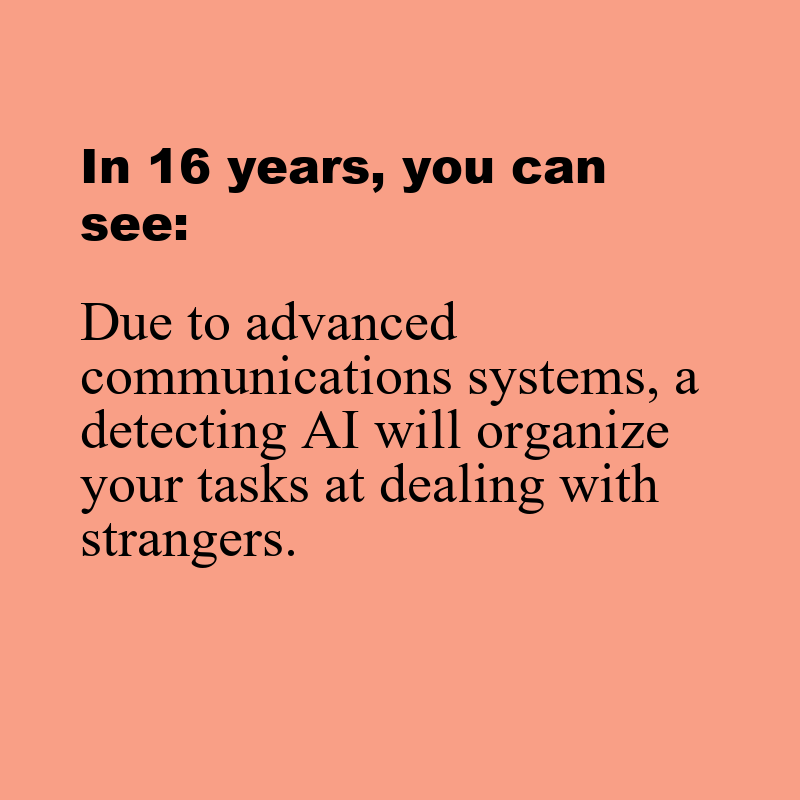 In 16 years, you can
see:
Due to advanced
communications systems, a
detecting AI will organize
your tasks at dealing with
strangers.